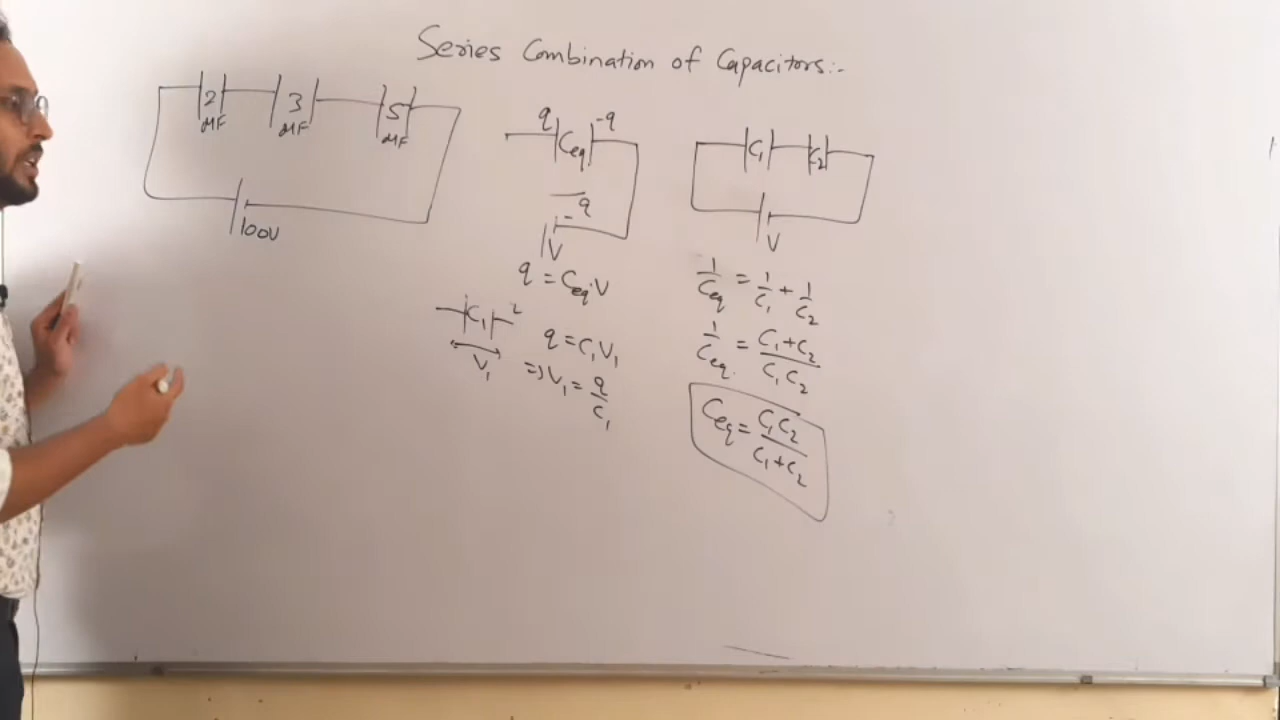 Series Combination of Capacitors:-
2 μF
3 μF
5 μF
100V
q Ceq -q
-q
V
q = Ceq V
C1
V1
q = C1V1
⇒ V1 = q/C1
C1 C2
V
1/Ceq = 1/C1 + 1/C2
1/Ceq. = C1+C2/C1C2
Ceq = C1C2/C1+C2